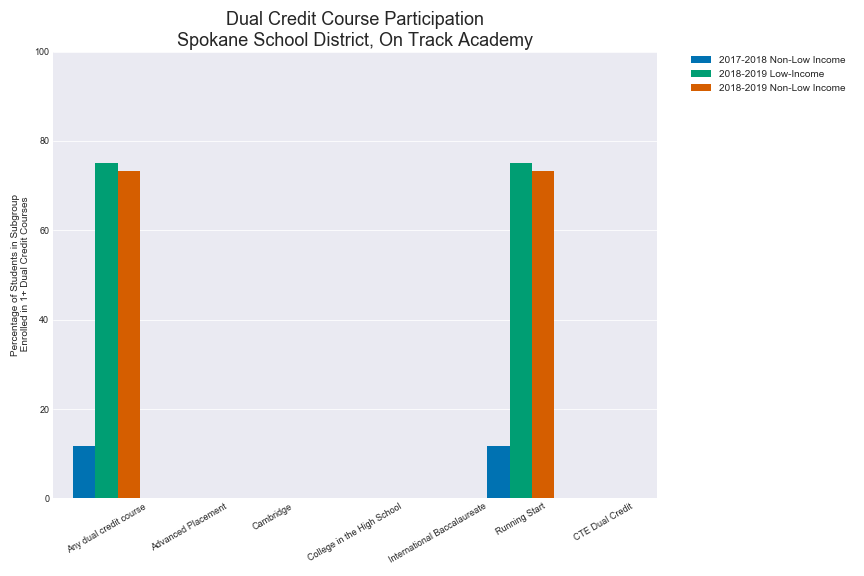 Dual Credit Course Participation
Spokane School District, On Track Academy
2017-2018 Non-Low Income
2018-2019 Low-Income
2018-2019 Non-Low Income
Percentage of Students in Subgroup
Enrolled in 1+ Dual Credit Courses
100
80
60
40
20
0
Any dual credit course
Advanced Placement
Cambridge
College in the High School
International Baccalaureate
Running Start
CTE Dual Credit